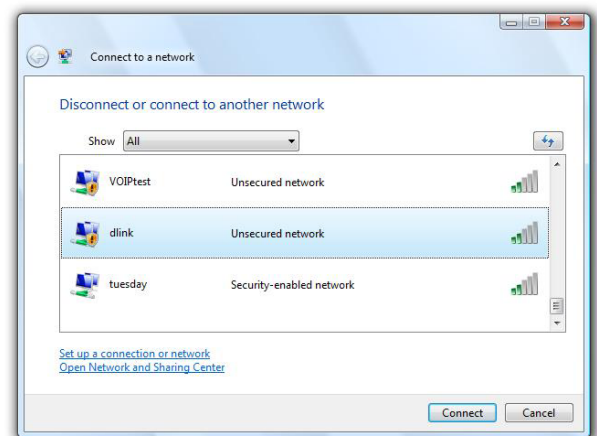 Connect to a network
Disconnect or connect to another network
Show All
VOIPtest Unsecured network
dlink Unsecured network
tuesday Security-enabled network
Set up a connection or network
Open Network and Sharing Center
Connect Cancel